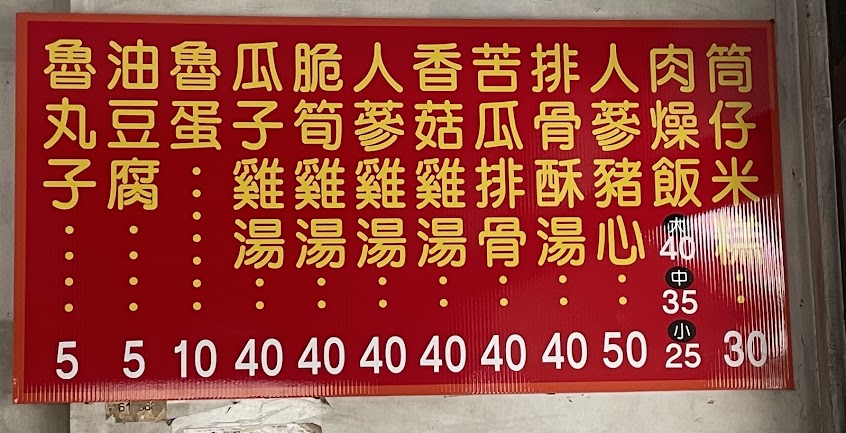 筒仔米糕：30
肉燥飯 大40 中35 小25
人蔘豬心：50
排骨酥湯：40
苦瓜排骨：40
香菇雞湯：40
人蔘雞湯：40
脆筍雞湯：40
瓜子雞湯：40
魯蛋⋯⋯10
油豆腐⋯⋯5
魯丸子⋯⋯5